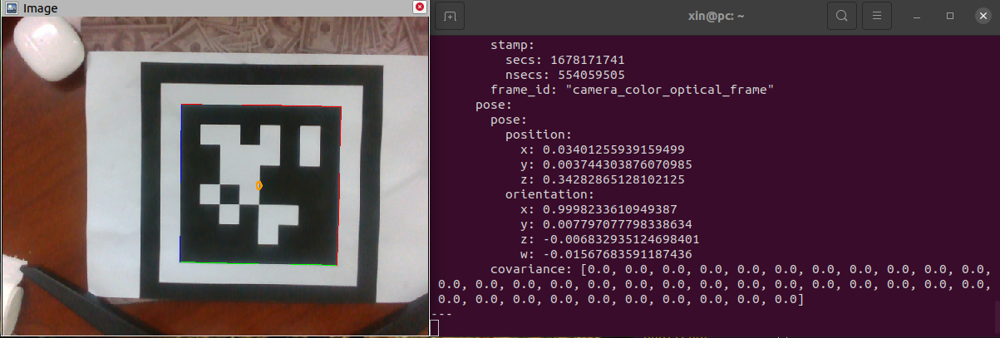 Image
xin@pc: ~
stamp:
secs: 1678171741
nsecs: 554059505
frame_id: "camera_color_optical_frame"
pose:
pose:
position:
x: 0.03401255939159499
y: 0.003744303876070985
z: 0.34282865128102125
orientation:
x: 0.9998233610949387
y: 0.007797077798338634
z: -0.006832935124698401
w: -0.01567683591187436
covariance: [0.0, 0.0, 0.0, 0.0, 0.0, 0.0, 0.0, 0.0, 0.0, 0.0, 0.0,
0.0, 0.0, 0.0, 0.0, 0.0, 0.0, 0.0, 0.0, 0.0, 0.0, 0.0, 0.0, 0.0, 0.0, 0.0,
0.0, 0.0, 0.0, 0.0, 0.0, 0.0, 0.0, 0.0, 0.0, 0.0]
---